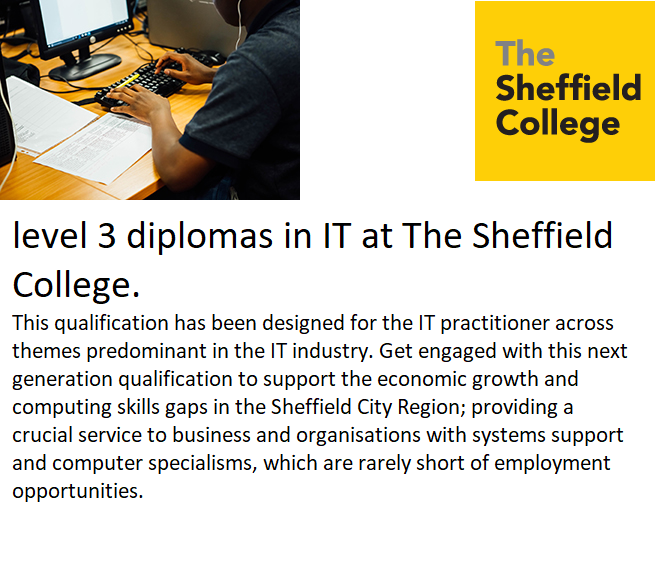 The
Sheffield
College
level 3 diplomas in IT at The Sheffield
College.
This qualification has been designed for the IT practitioner across
themes predominant in the IT industry. Get engaged with this next
generation qualification to support the economic growth and
computing skills gaps in the Sheffield City Region; providing a
crucial service to business and organisations with systems support
and computer specialisms, which are rarely short of employment
opportunities.